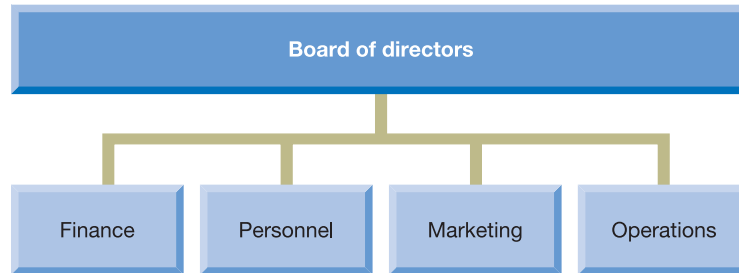 Board of directors
Finance
Personnel
Marketing
Operations